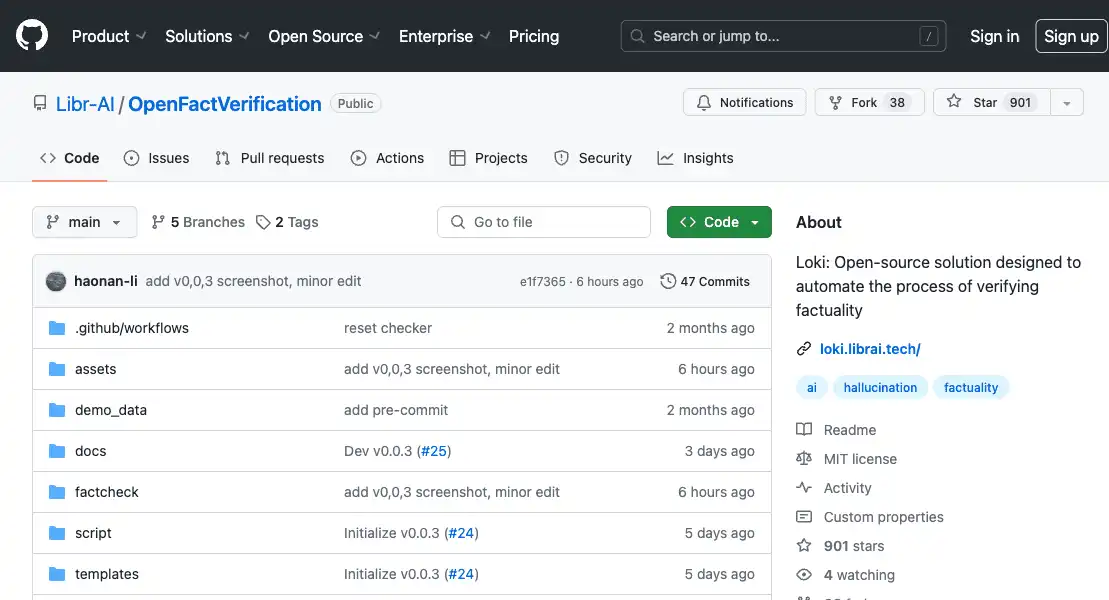 Product Solutions Open Source Enterprise Pricing Search or jump to... / Sign in Sign up
Libr-AI / OpenFactVerification Public Notifications Fork 38 Star 901
Code Issues Pull requests Actions Projects Security Insights
main 5 Branches 2 Tags Go to file Code
haonan-li add v0,0,3 screenshot, minor edit e1f7365 · 6 hours ago 47 Commits
.github/workflows reset checker 2 months ago
assets add v0,0,3 screenshot, minor edit 6 hours ago
demo_data add pre-commit 2 months ago
docs Dev v0.0.3 (#25) 3 days ago
factcheck add v0,0,3 screenshot, minor edit 6 hours ago
script Initialize v0.0.3 (#24) 5 days ago
templates Initialize v0.0.3 (#24) 5 days ago
About
Loki: Open-source solution designed to
automate the process of verifying
factuality
loki.librai.tech/
ai hallucination factuality
Readme
MIT license
Activity
Custom properties
901 stars
4 watching